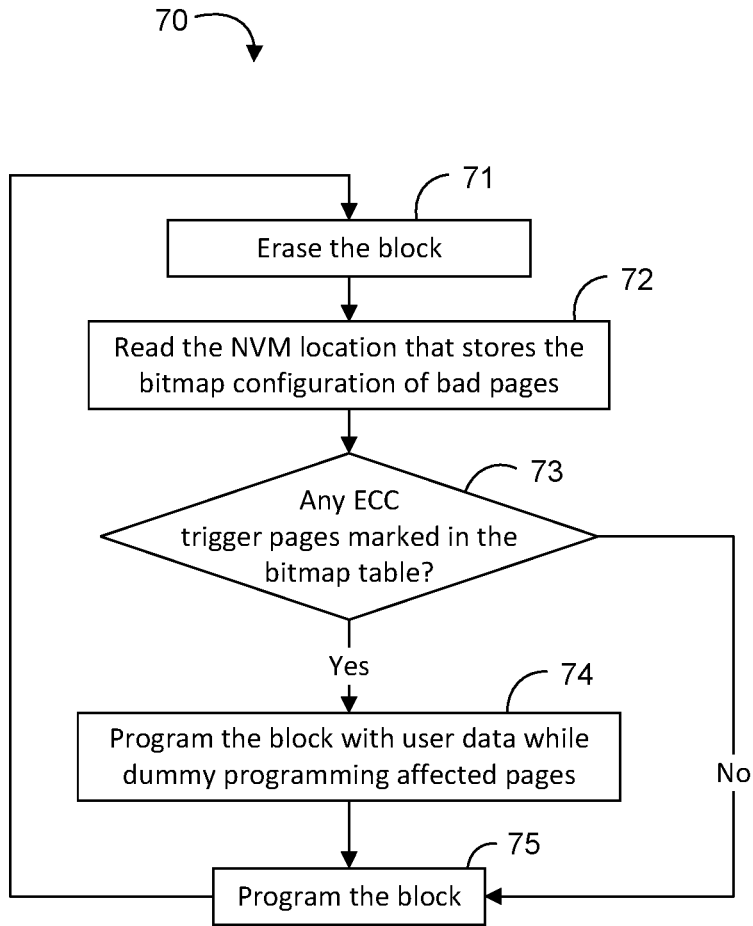 70
71
Erase the block
72
Read the NVM location that stores the
bitmap configuration of bad pages
73
Any ECC
trigger pages marked in the
bitmap table?
Yes
74
Program the block with user data while
dummy programming affected pages
No
75
Program the block